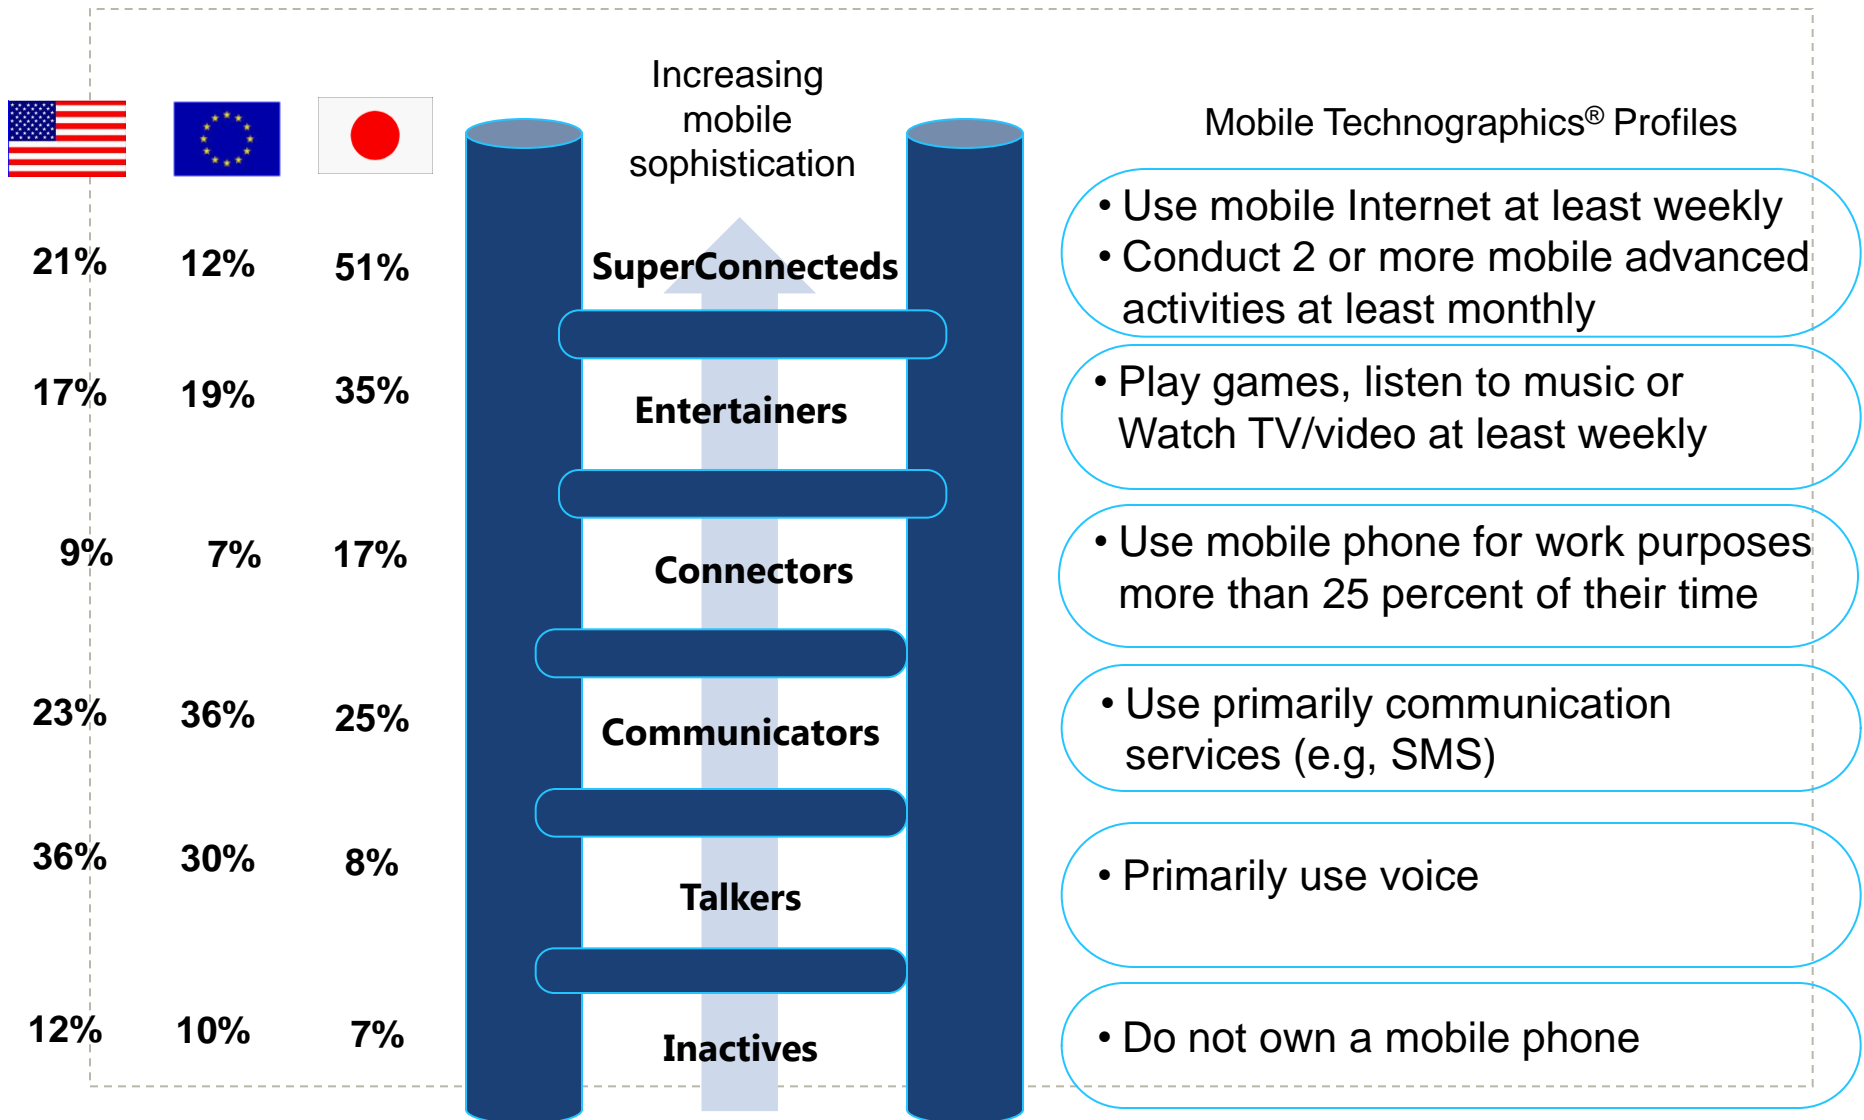 Increasing
mobile
sophistication
Mobile Technographics® Profiles
21% 12% 51%
SuperConnecteds
• Use mobile Internet at least weekly
• Conduct 2 or more mobile advanced
activities at least monthly
17% 19% 35%
Entertainers
• Play games, listen to music or
Watch TV/video at least weekly
9% 7% 17%
Connectors
• Use mobile phone for work purposes
more than 25 percent of their time
23% 36% 25%
Communicators
• Use primarily communication
services (e.g, SMS)
36% 30% 8%
Talkers
• Primarily use voice
12% 10% 7%
Inactives
• Do not own a mobile phone